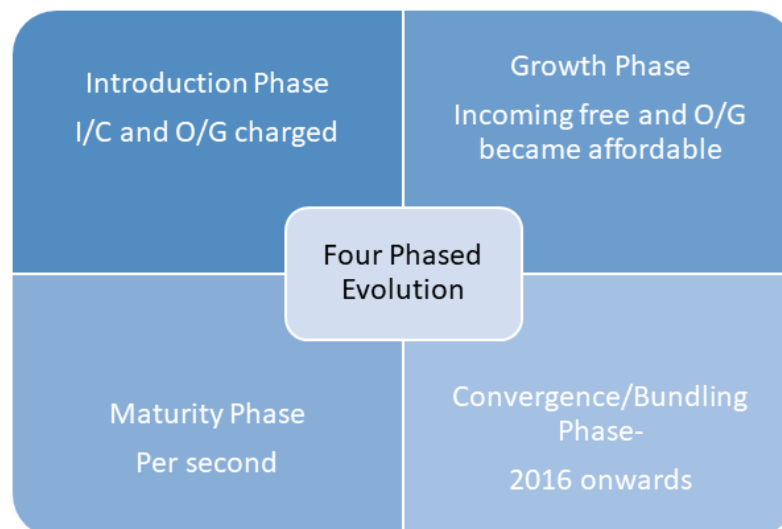 Introduction Phase
I/C and O/G charged
Growth Phase
Incoming free and O/G
became affordable
Four Phased
Evolution
Maturity Phase
Per second
Convergence/Bundling
Phase-
2016 onwards